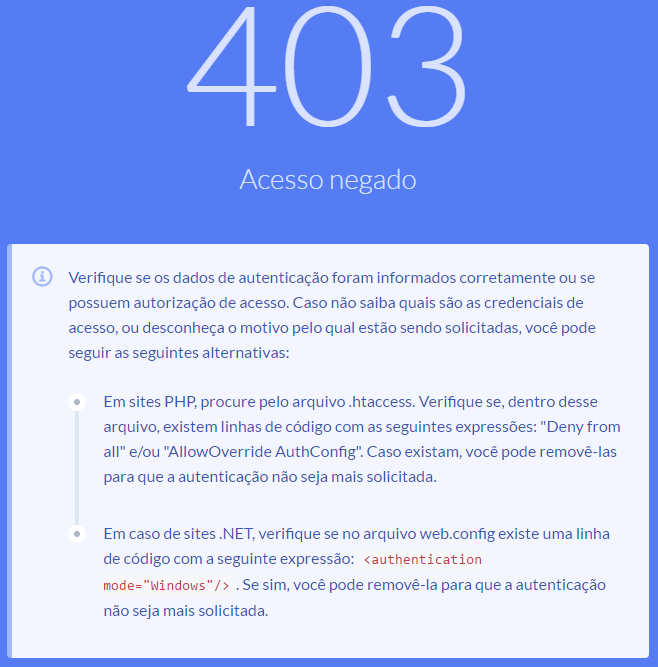 403
Acesso negado
Verifique se os dados de autenticação foram informados corretamente ou se
possuem autorização de acesso. Caso não saiba quais são as credenciais de
acesso, ou desconheça o motivo pelo qual estão sendo solicitadas, você pode
seguir as seguintes alternativas:
Em sites PHP, procure pelo arquivo .htaccess. Verifique se, dentro desse
arquivo, existem linhas de código com as seguintes expressões: "Deny from
all" e/ou "AllowOverride AuthConfig". Caso existam, você pode removê-las
para que a autenticação não seja mais solicitada.
Em caso de sites .NET, verifique se no arquivo web.config existe uma linha
de código com a seguinte expressão: <authentication
mode="Windows"/> . Se sim, você pode removê-la para que a autenticação
não seja mais solicitada.